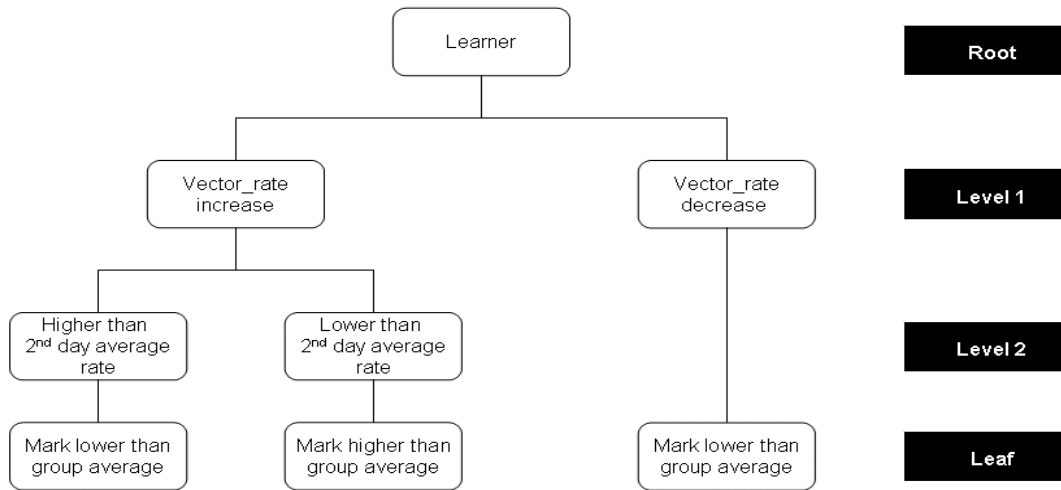 Learner
Root
Vector_rate
increase
Vector_rate
decrease
Level 1
Higher than
2nd day average
rate
Lower than
2nd day average
rate
Level 2
Mark lower than
group average
Mark higher than
group average
Mark lower than
group average
Leaf